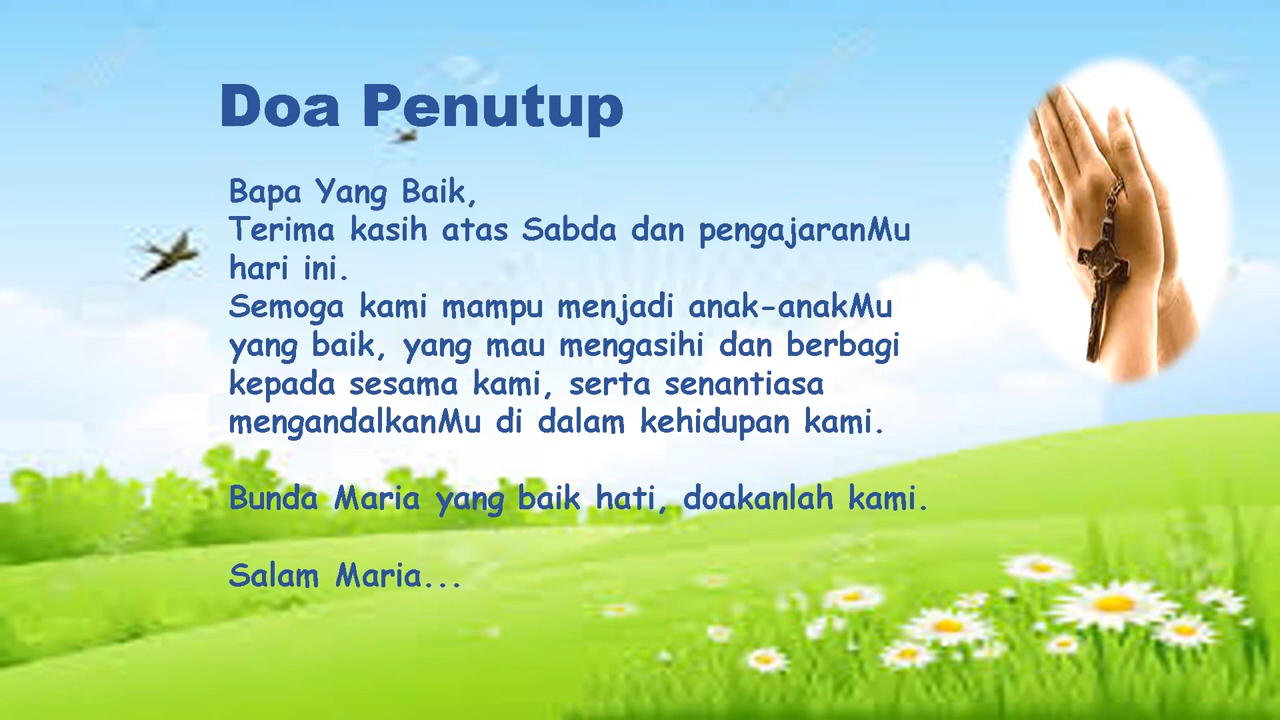 Doa Penutup
Bapa Yang Baik,
Terima kasih atas Sabda dan pengajaranMu
hari ini.
Semoga kami mampu menjadi anak-anakMu
yang baik, yang mau mengasihi dan berbagi
kepada sesama kami, serta senantiasa
mengandalkanMu di dalam kehidupan kami.
Bunda Maria yang baik hati, doakanlah kami.
Salam Maria...